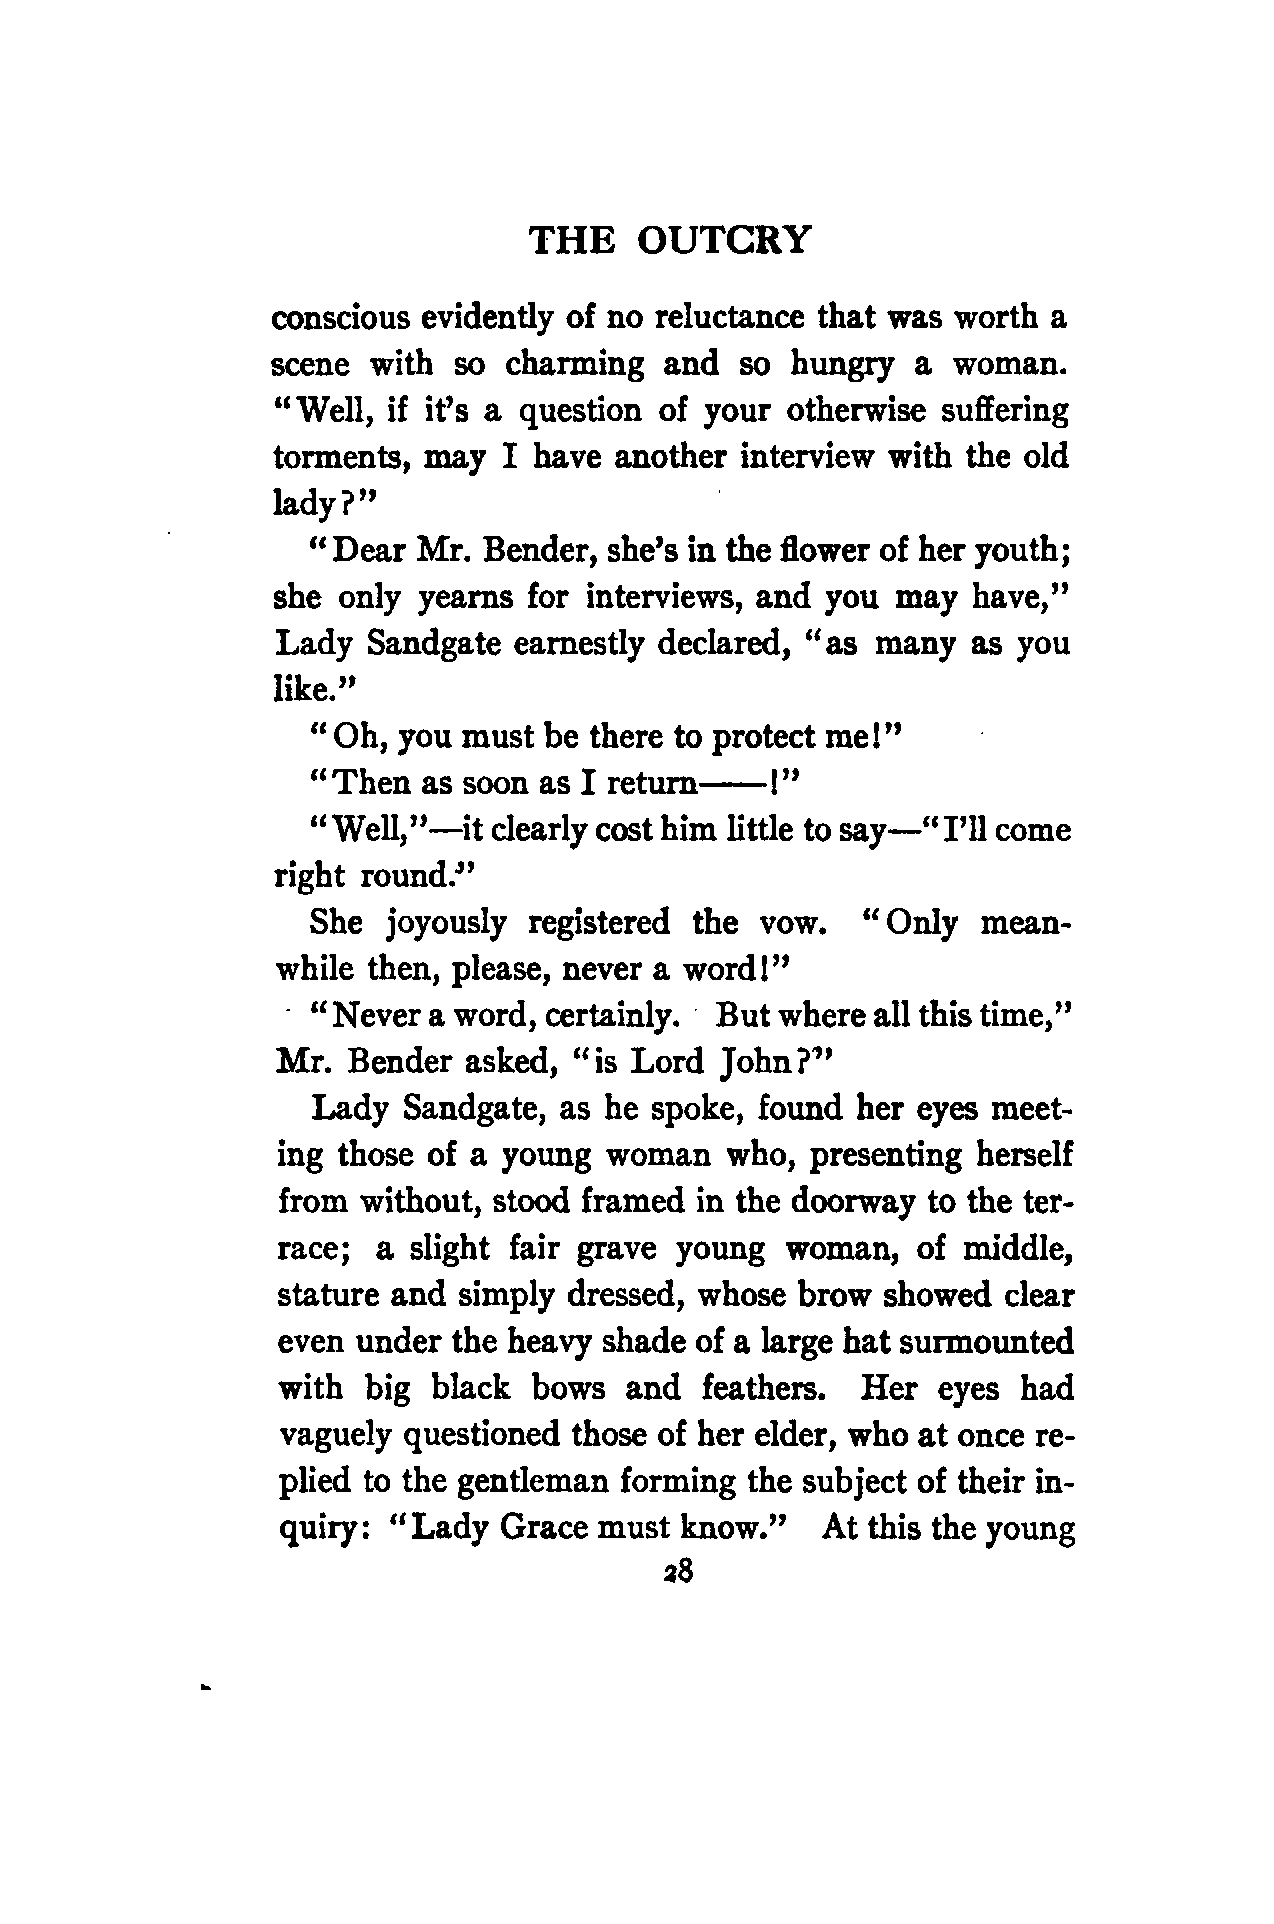 THE OUTCRY
conscious evidently of no reluctance that was worth a
scene with so charming and so hungry a woman.
“Well, if it’s a question of your otherwise suffering
torments, may I have another interview with the old
lady?”
“Dear Mr. Bender, she’s in the flower of her youth;
she only yearns for interviews, and you may have,”
Lady Sandgate earnestly declared, “as many as you
like.”
“Oh, you must be there to protect me!”
“Then as soon as I return——!”
“Well,”—it clearly cost him little to say—“I’ll come
right round.”
She joyously registered the vow. “Only mean-
while then, please, never a word!”
“Never a word, certainly. But where all this time,”
Mr. Bender asked, “is Lord John?”
Lady Sandgate, as he spoke, found her eyes meet-
ing those of a young woman who, presenting herself
from without, stood framed in the doorway to the ter-
race; a slight fair grave young woman, of middle,
stature and simply dressed, whose brow showed clear
even under the heavy shade of a large hat surmounted
with big black bows and feathers. Her eyes had
vaguely questioned those of her elder, who at once re-
plied to the gentleman forming the subject of their in-
quiry: “Lady Grace must know.” At this the young
28